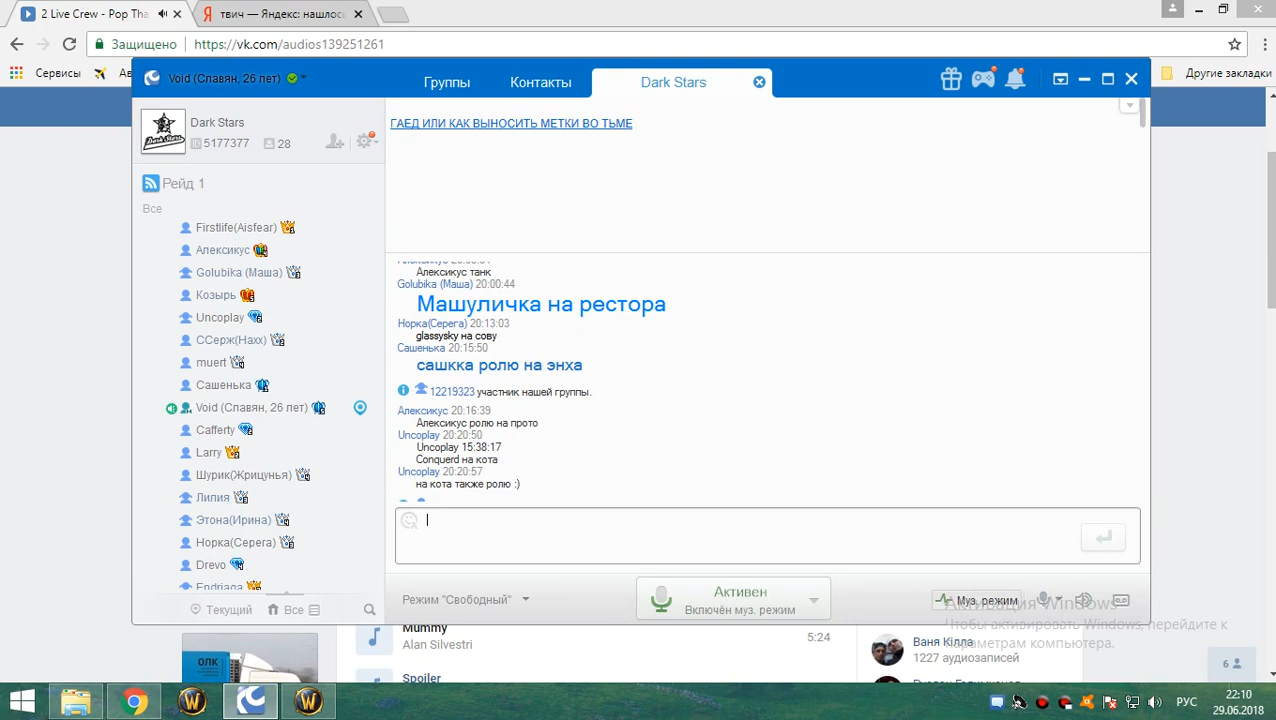 2 Live Crew - Pop Tha
твич — Яндекс: нашлос
Защищено
https://vk.com/audios139251261
Сервисы
Ав
Другие закладки
Void (Славян, 26 лет)
Группы
Контакты
Dark Stars
Dark Stars
5177377
28
ГАЕД ИЛИ КАК ВЫНОСИТЬ МЕТКИ ВО ТЬМЕ
Рейд 1
Все
Firstlife(Aisfear)
Алексикус
Golubika (Маша)
Козырь
Uncoplay
ССерж(Нахх)
muert
Сашенька
Void (Славян, 26 лет)
Cafferty
Larry
Шурик(Жрицунья)
Лилия
Этона(Ирина)
Норка(Серега)
Drevo
Endriaga
Текущий
Все
Алексикус танк
Golubika (Маша) 20:00:44
Машуличка на рестора
Норка(Серега) 20:13:03
glassysky на сову
Сашенька 20:15:50
сашкка ролю на энха
12219323 участник нашей группы.
Алексикус 20:16:39
Алексикус ролю на прото
Uncoplay 20:20:50
Uncoplay 15:38:17
Conquerd на кота
Uncoplay 20:20:57
на кота также ролю :)
Режим "Свободный"
Активен
Включён муз. режим
Муз. режим
Активация Windows
Чтобы активировать Windows, перейдите к
параметрам компьютера.
Mummy
Alan Silvestri
5:24
Spoiler
ОЛК
Ваня Кілла
1227 аудиозаписей
6
РУС
22:10
29.06.2018